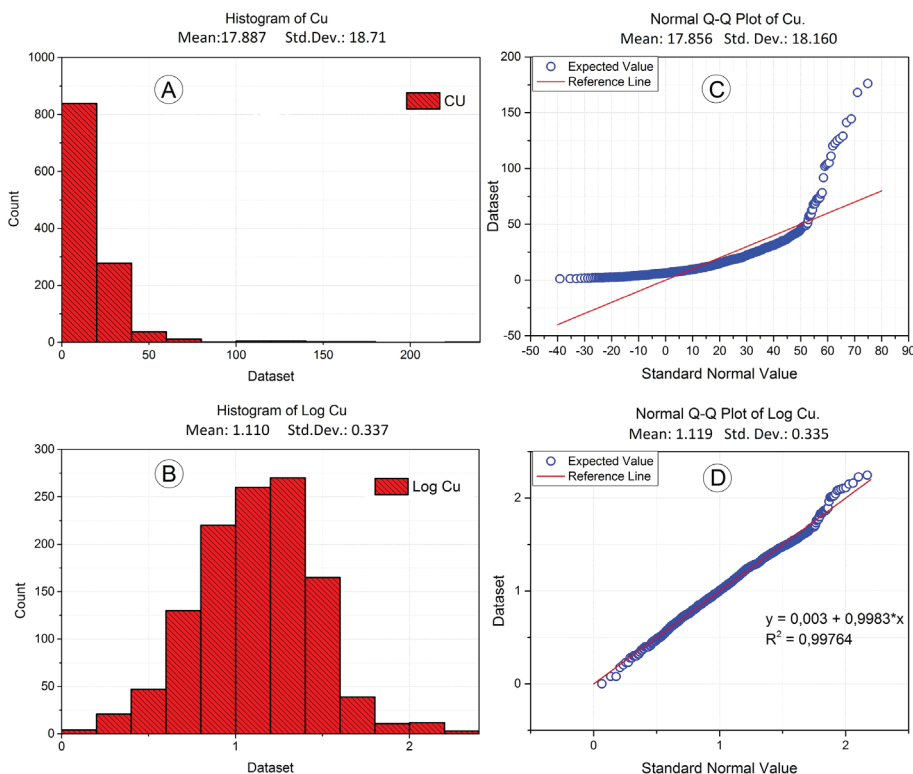 Histogram of Cu
Mean:17.887 Std.Dev.: 18.71
A
CU
1000
800
600
400
200
0
Count
0 50 100 150 200
Dataset
Normal Q-Q Plot of Cu.
Mean: 17.856 Std. Dev.: 18.160
Expected Value
Reference Line
C
200
150
100
50
0
-50
Dataset
-50 -40 -30 -20 -10 0 10 20 30 40 50 60 70 80 90
Standard Normal Value
Histogram of Log Cu
Mean: 1.110 Std.Dev.: 0.337
B
Log Cu
300
250
200
150
100
50
0
Count
0 1 2
Dataset
Normal Q-Q Plot of Log Cu.
Mean: 1.119 Std. Dev.: 0.335
Expected Value
Reference Line
D
2
1
0
Dataset
y = 0,003 + 0,9983*x
R² = 0,99764
0 1 2
Standard Normal Value